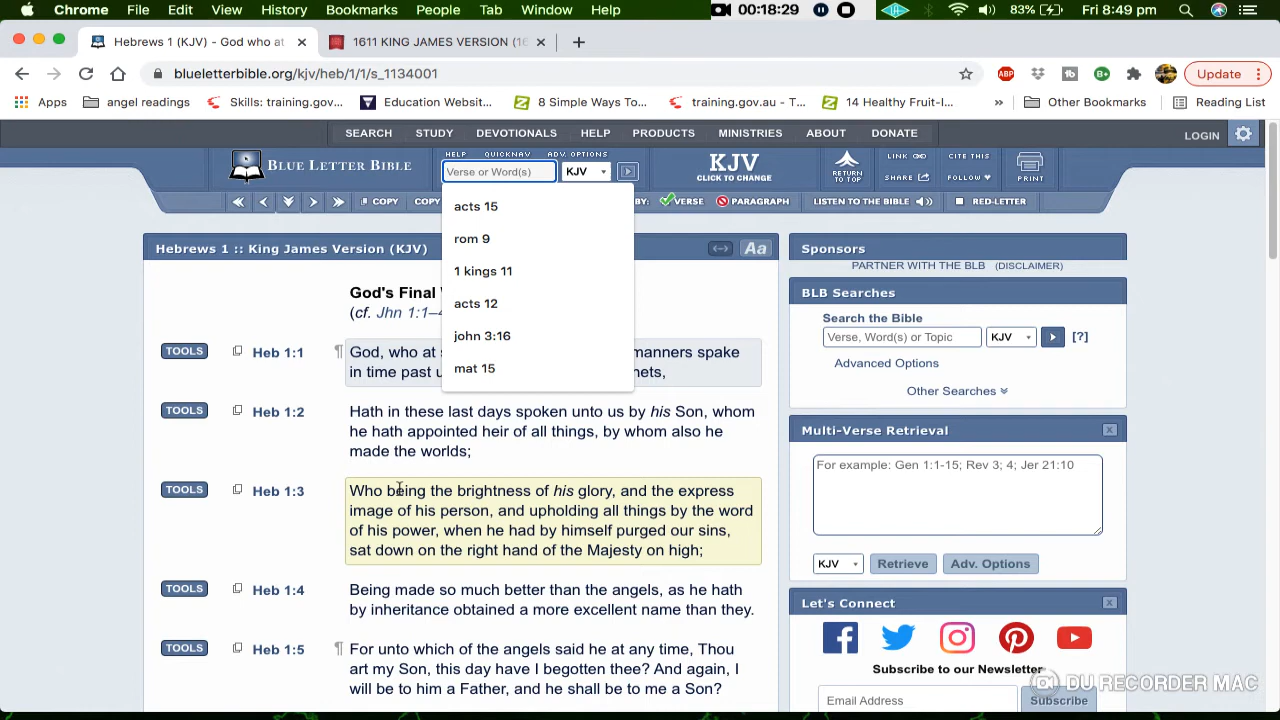 Chrome File Edit View History Bookmarks People Tab Window Help 00:18:29 83% Fri 8:49 pm
Hebrews 1 (KJV) - God who at 1611 KING JAMES VERSION (16
blueletterbible.org/kjv/heb/1/1/s_1134001 ABP Update
Apps angel readings Skills: training.gov... Education Websit... 8 Simple Ways To... training.gov.au - T... 14 Healthy Fruit-I... » Other Bookmarks Reading List
SEARCH STUDY DEVOTIONALS HELP PRODUCTS MINISTRIES ABOUT DONATE LOGIN
HELP QUICKNAV ADV. OPTIONS
BLUE LETTER BIBLE Verse or Word(s) KJV
KJV
CLICK TO CHANGE
RETURN
TO TOP
LINK CITE THIS
SHARE FOLLOW PRINT
COPY COPY BY: VERSE PARAGRAPH LISTEN TO THE BIBLE RED-LETTER
acts 15
rom 9
1 kings 11
acts 12
john 3:16
mat 15
Hebrews 1 :: King James Version (KJV) Aa
God's Final
(cf. Jhn 1:1–4
TOOLS Heb 1:1 ¶ God, who at manners spake
in time past u nets,
TOOLS Heb 1:2 Hath in these last days spoken unto us by his Son, whom
he hath appointed heir of all things, by whom also he
made the worlds;
TOOLS Heb 1:3 Who being the brightness of his glory, and the express
image of his person, and upholding all things by the word
of his power, when he had by himself purged our sins,
sat down on the right hand of the Majesty on high;
TOOLS Heb 1:4 Being made so much better than the angels, as he hath
by inheritance obtained a more excellent name than they.
TOOLS Heb 1:5 ¶ For unto which of the angels said he at any time, Thou
art my Son, this day have I begotten thee? And again, I
will be to him a Father, and he shall be to me a Son?
Sponsors
PARTNER WITH THE BLB (DISCLAIMER)
BLB Searches
Search the Bible
Verse, Word(s) or Topic KJV [?]
Advanced Options
Other Searches
Multi-Verse Retrieval x
For example: Gen 1:1-15; Rev 3; 4; Jer 21:10
KJV Retrieve Adv. Options
Let's Connect x
Subscribe to our Newsletter
Email Address Subscribe
DU RECORDER MAC